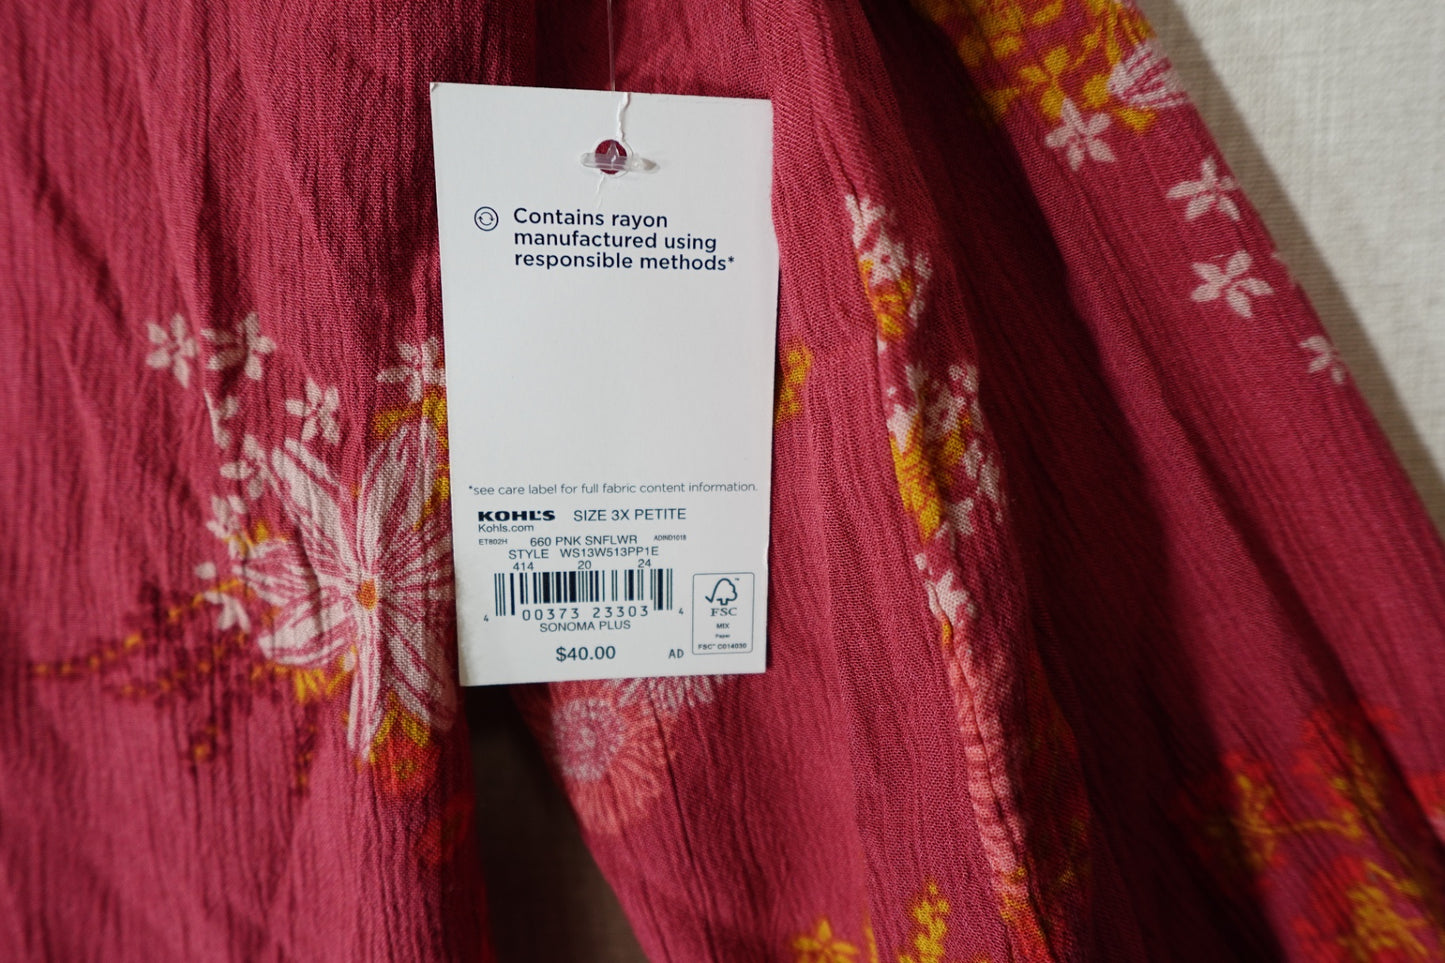 Contains rayon
manufactured using
responsible methods*
*see care label for full fabric content information.
KOHL'S SIZE 3X PETITE
Kohls.com
ET802H 660 PNK SNFLWR ADIND1018
STYLE WS13W513PP1E
414 20 24
4 00373 23303 4
SONOMA PLUS
$40.00 AD
FSC
MIX
Paper
FSC™ C014030